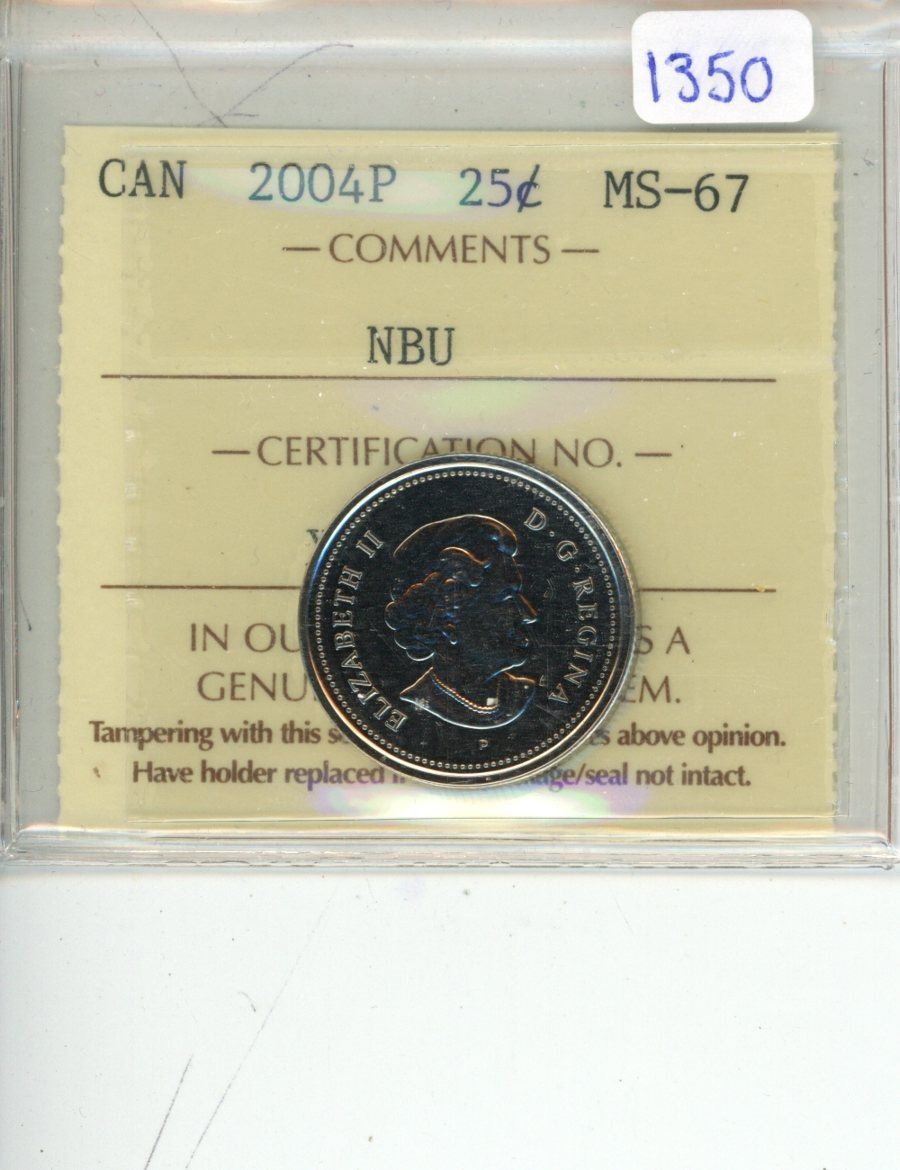 1350
CAN 2004P 25¢ MS-67
— COMMENTS —
NBU
— CERTIFICATION NO. —
IN OU S A
GENU EM.
Tampering with this s s above opinion.
Have holder replaced i age/seal not intact.
ELIZABETH II D·G·REGINA
P